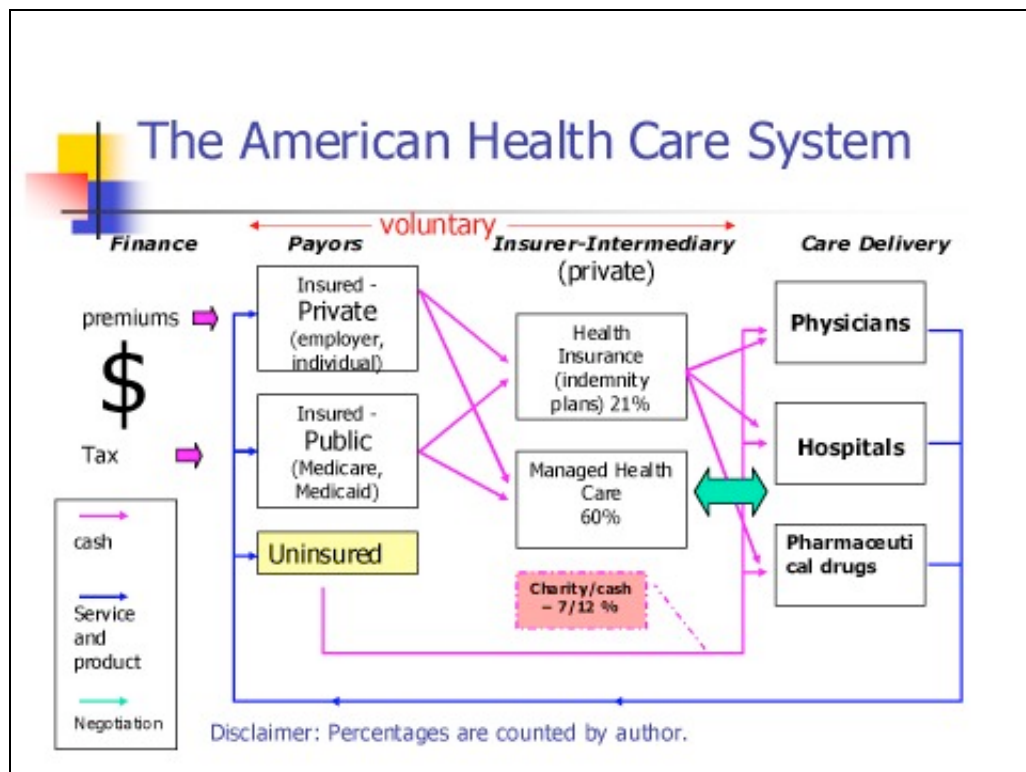 The American Health Care System
voluntary
Finance
Payors
Insurer-Intermediary
(private)
Care Delivery
premiums
$
Tax
Insured -
Private
(employer,
individual)
Insured -
Public
(Medicare,
Medicaid)
Uninsured
Health
Insurance
(indemnity
plans) 21%
Managed Health
Care
60%
Charity/cash
– 7/12 %
Physicians
Hospitals
Pharmaceuti
cal drugs
cash
Service
and
product
Negotiation
Disclaimer: Percentages are counted by author.